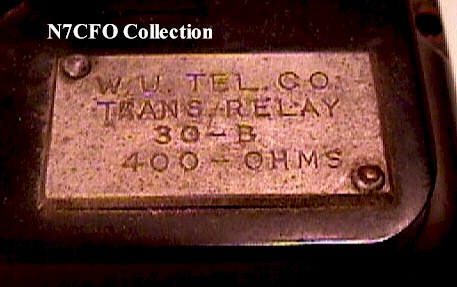 N7CFO Collection
W.U. TEL. CO.
TRANS-RELAY
30-B
400-OHMS